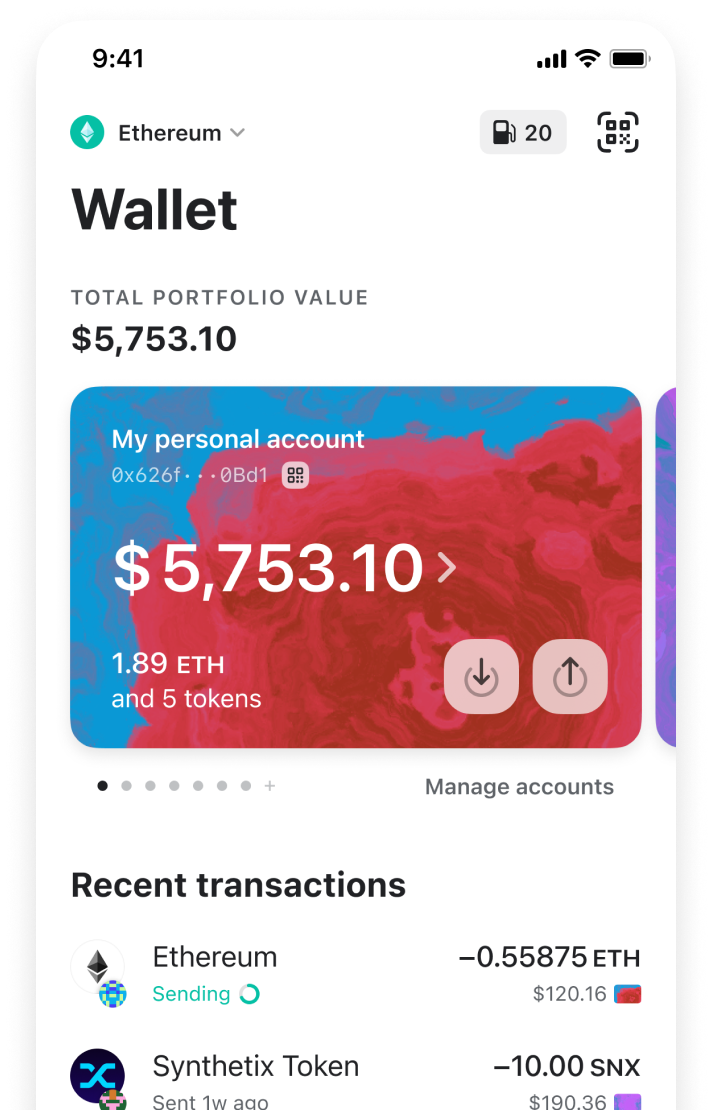 9:41
Ethereum
20
Wallet
TOTAL PORTFOLIO VALUE
$5,753.10
My personal account
0x626f···0Bd1
$5,753.10
1.89 ETH
and 5 tokens
Manage accounts
Recent transactions
Ethereum
−0.55875 ETH
Sending
$120.16
Synthetix Token
−10.00 SNX
Sent 1w ago
$190.36